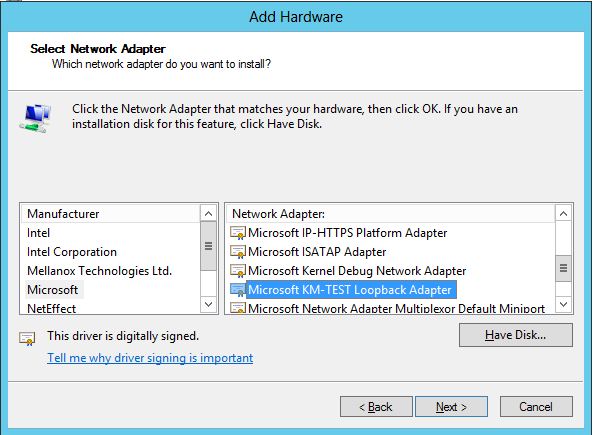 Add Hardware
Select Network Adapter
Which network adapter do you want to install?
Click the Network Adapter that matches your hardware, then click OK. If you have an
installation disk for this feature, click Have Disk.
Manufacturer
Intel
Intel Corporation
Mellanox Technologies Ltd.
Microsoft
NetEffect
Network Adapter:
Microsoft IP-HTTPS Platform Adapter
Microsoft ISATAP Adapter
Microsoft Kernel Debug Network Adapter
Microsoft KM-TEST Loopback Adapter
Microsoft Network Adapter Multiplexor Default Miniport
This driver is digitally signed.
Have Disk...
Tell me why driver signing is important
< Back
Next >
Cancel